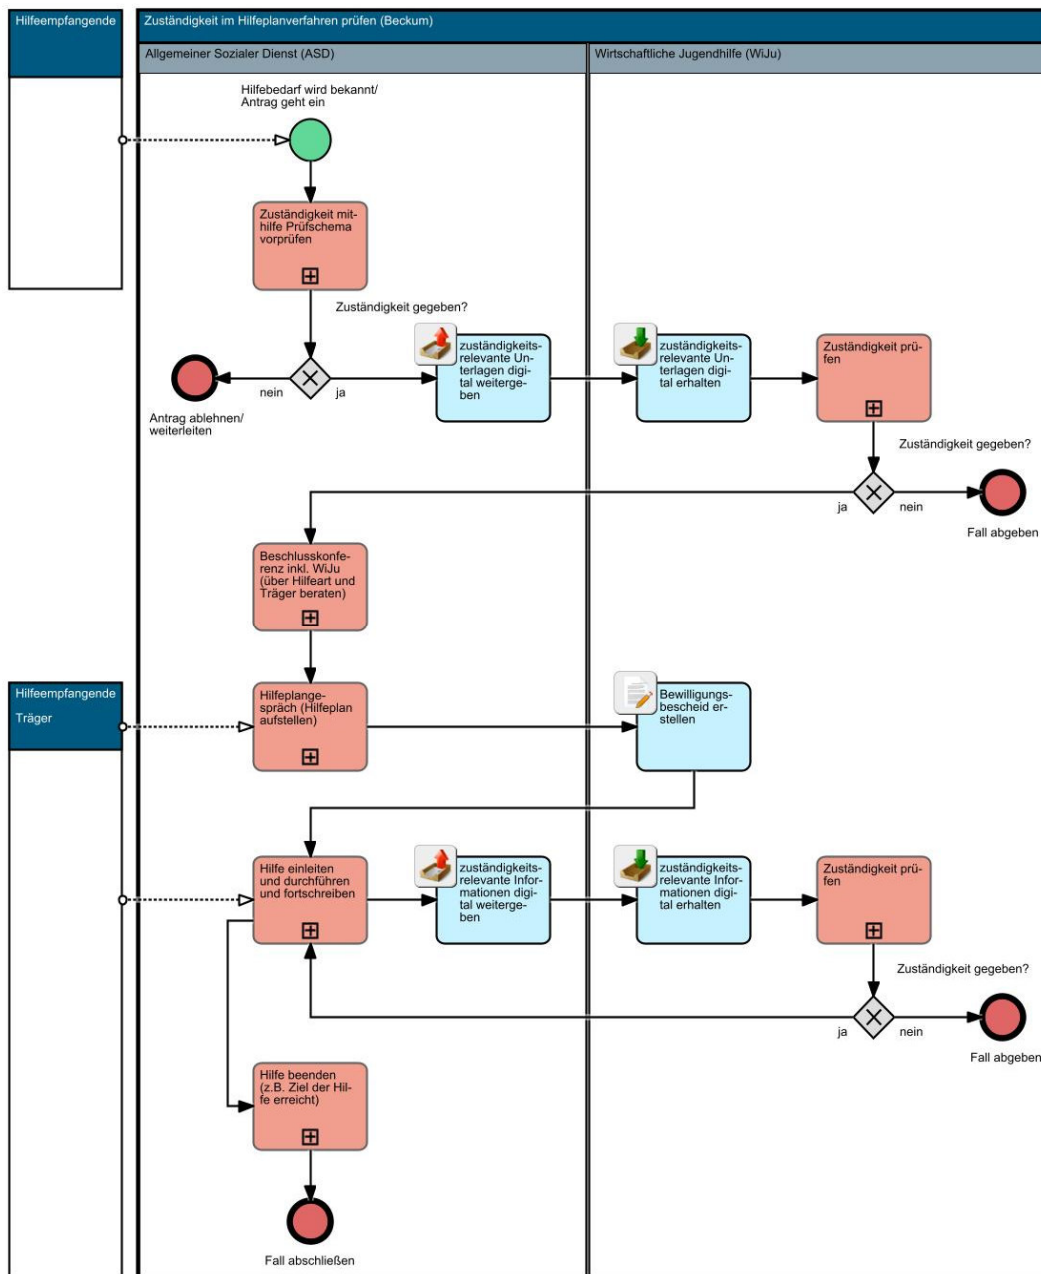 Hilfeempfangende
Zuständigkeit im Hilfeplanverfahren prüfen (Beckum)
Allgemeiner Sozialer Dienst (ASD)
Wirtschaftliche Jugendhilfe (WiJu)
Hilfebedarf wird bekannt/
Antrag geht ein
Zuständigkeit mit-
hilfe Prüfschema
vorprüfen
Zuständigkeit gegeben?
nein
ja
Antrag ablehnen/
weiterleiten
zuständigkeits-
relevante Un-
terlagen digi-
tal weiterge-
ben
zuständigkeits-
relevante Un-
terlagen digi-
tal erhalten
Zuständigkeit prü-
fen
Zuständigkeit gegeben?
ja
nein
Fall abgeben
Beschlusskonfe-
renz inkl. WiJu
(über Hilfeart und
Träger beraten)
Hilfeempfangende
Träger
Hilfeplange-
spräch (Hilfeplan
aufstellen)
Bewilligungs-
bescheid er-
stellen
Hilfe einleiten
und durchführen
und fortschreiben
zuständigkeits-
relevante Infor-
mationen digi-
tal weiterge-
ben
zuständigkeits-
relevante Infor-
mationen digi-
tal erhalten
Zuständigkeit prü-
fen
Zuständigkeit gegeben?
ja
nein
Fall abgeben
Hilfe beenden
(z.B. Ziel der Hil-
fe erreicht)
Fall abschließen